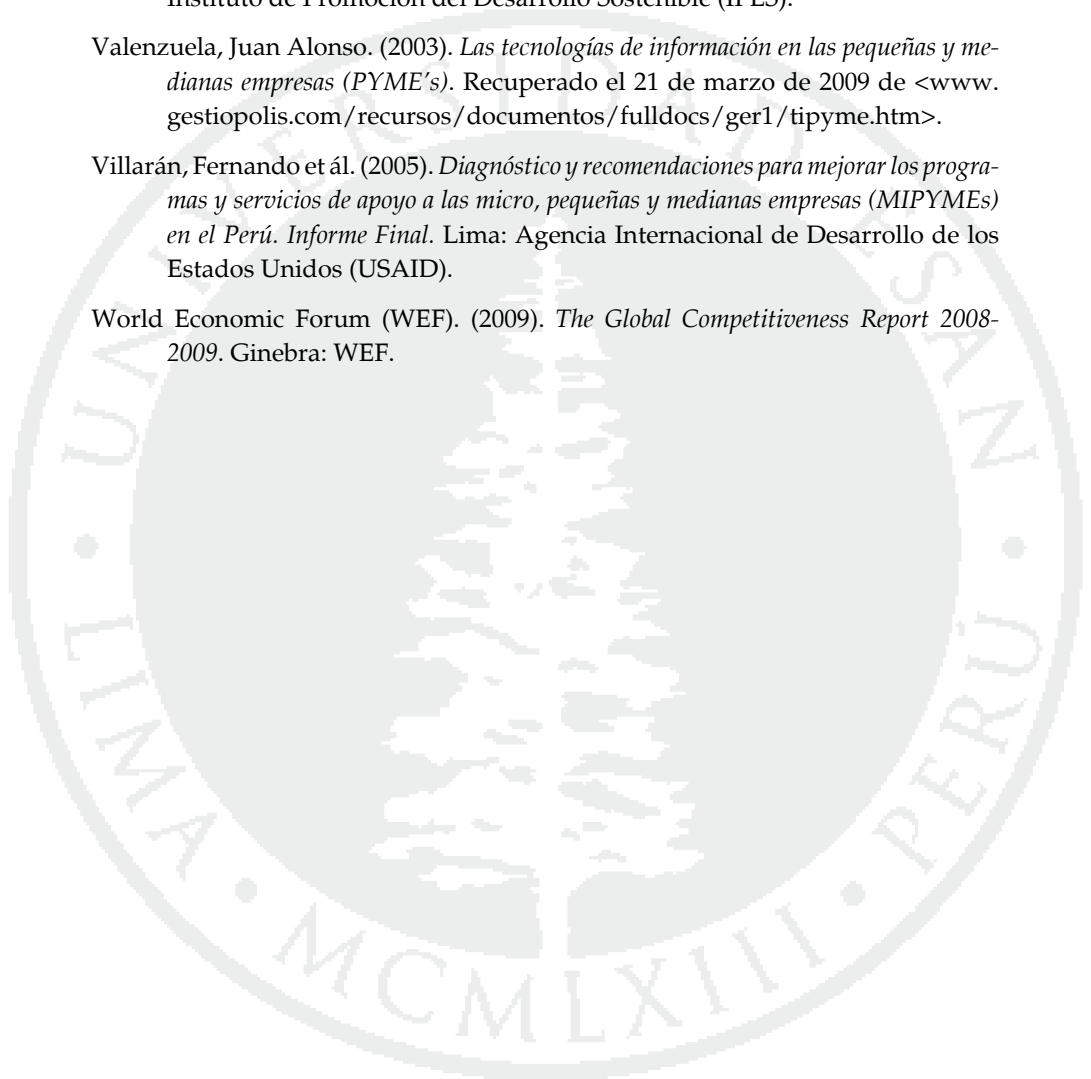 Instituto de Promoción del Desarrollo Sostenible (IPES).
Valenzuela, Juan Alonso. (2003). Las tecnologías de información en las pequeñas y me-
dianas empresas (PYME's). Recuperado el 21 de marzo de 2009 de <www.
gestiopolis.com/recursos/documentos/fulldocs/ger1/tipyme.htm>.
Villarán, Fernando et ál. (2005). Diagnóstico y recomendaciones para mejorar los progra-
mas y servicios de apoyo a las micro, pequeñas y medianas empresas (MIPYMEs)
en el Perú. Informe Final. Lima: Agencia Internacional de Desarrollo de los
Estados Unidos (USAID).
World Economic Forum (WEF). (2009). The Global Competitiveness Report 2008-
2009. Ginebra: WEF.
UNIVERSIDAD ESAN
• LIMA • MCMLXIII • PERÚ •